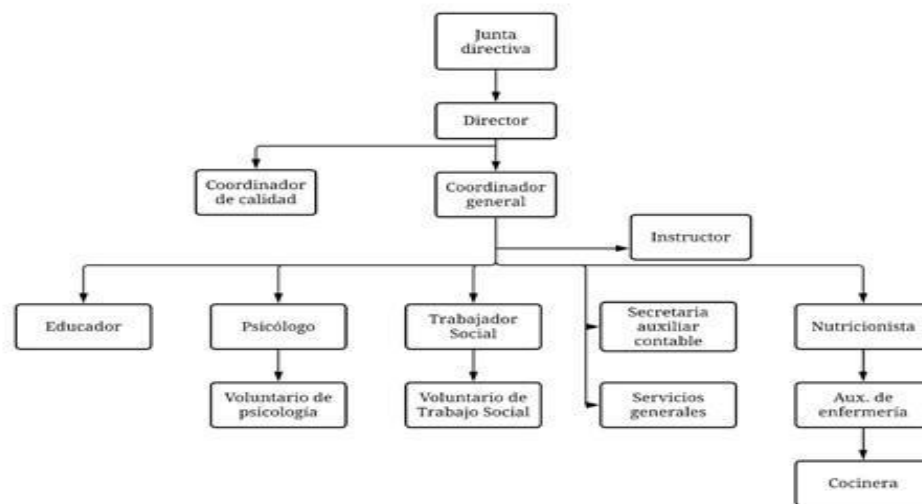 Junta
directiva
Director
Coordinador
de calidad
Coordinador
general
Instructor
Educador
Psicólogo
Trabajador
Social
Secretaria
auxiliar
contable
Nutricionista
Voluntario de
psicología
Voluntario de
Trabajo Social
Servicios
generales
Aux. de
enfermería
Cocinera